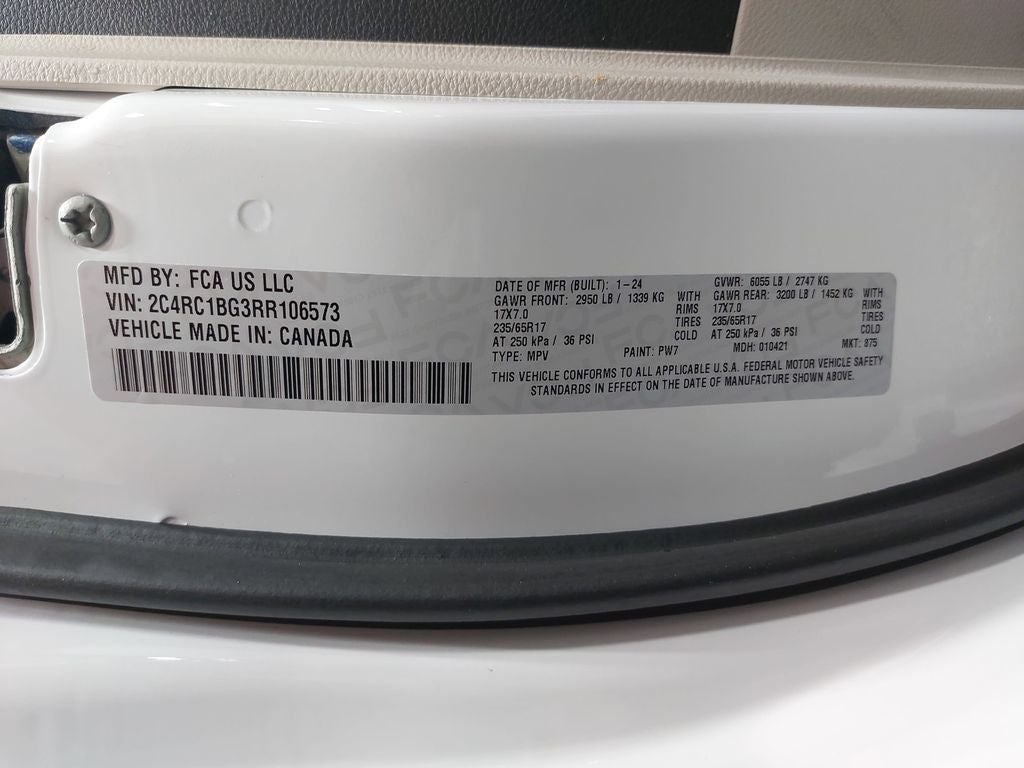 MFD BY: FCA US LLC
VIN: 2C4RC1BG3RR106573
VEHICLE MADE IN: CANADA
DATE OF MFR (BUILT): 1-24
GAWR FRONT: 2950 LB / 1339 KG WITH
17X7.0 RIMS
235/65R17 TIRES
AT 250 kPa / 36 PSI COLD
TYPE: MPV PAINT: PW7
GVWR: 6055 LB / 2747 KG
GAWR REAR: 3200 LB / 1452 KG WITH
17X7.0 RIMS
235/65R17 TIRES
AT 250 kPa / 36 PSI COLD
MDH: 010421 MKT: 875
THIS VEHICLE CONFORMS TO ALL APPLICABLE U.S.A. FEDERAL MOTOR VEHICLE SAFETY
STANDARDS IN EFFECT ON THE DATE OF MANUFACTURE SHOWN ABOVE.